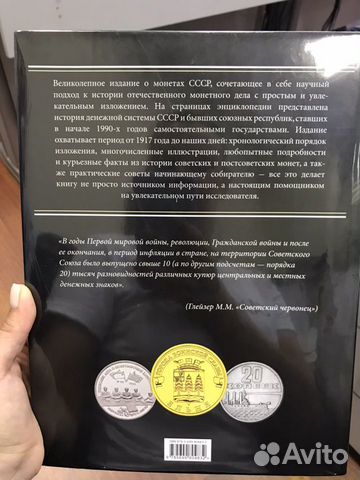 Великолепное издание о монетах СССР, сочетающее в себе научный
подход к истории отечественного монетного дела с простым и увле-
кательным изложением. На страницах энциклопедии представлена
история денежной системы СССР и бывших союзных республик, ставших
в начале 1990-х годов самостоятельными государствами. Издание
охватывает период от 1917 года до наших дней: хронологический порядок
изложения, многочисленные иллюстрации, любопытные подробности
и курьезные факты из истории советских и постсоветских монет, а так-
же практические советы начинающему собирателю — все это делает
книгу не просто источником информации, а настоящим помощником
на увлекательном пути исследователя.
«В годы Первой мировой войны, революции, Гражданской войны и после
ее окончания, в период инфляции в стране, на территории Советского
Союза было выпущено свыше 10 (а по другим подсчетам — порядка
20) тысяч разновидностей различных купюр центральных и местных
денежных знаков».
(Глейзер М.М. «Советский червонец»)
20
КОПЕЕК
Avito